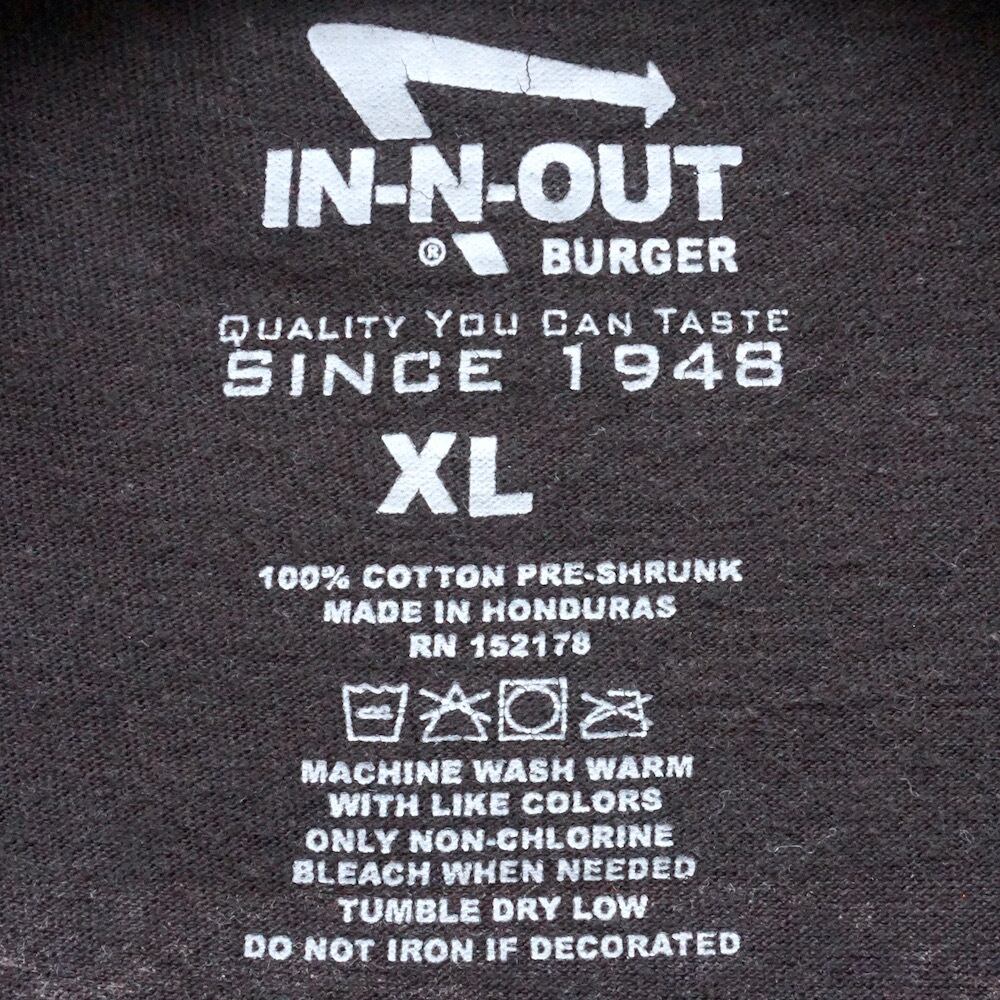 IN-N-OUT
® BURGER
QUALITY YOU CAN TASTE
SINCE 1948
XL
100% COTTON PRE-SHRUNK
MADE IN HONDURAS
RN 152178
MACHINE WASH WARM
WITH LIKE COLORS
ONLY NON-CHLORINE
BLEACH WHEN NEEDED
TUMBLE DRY LOW
DO NOT IRON IF DECORATED